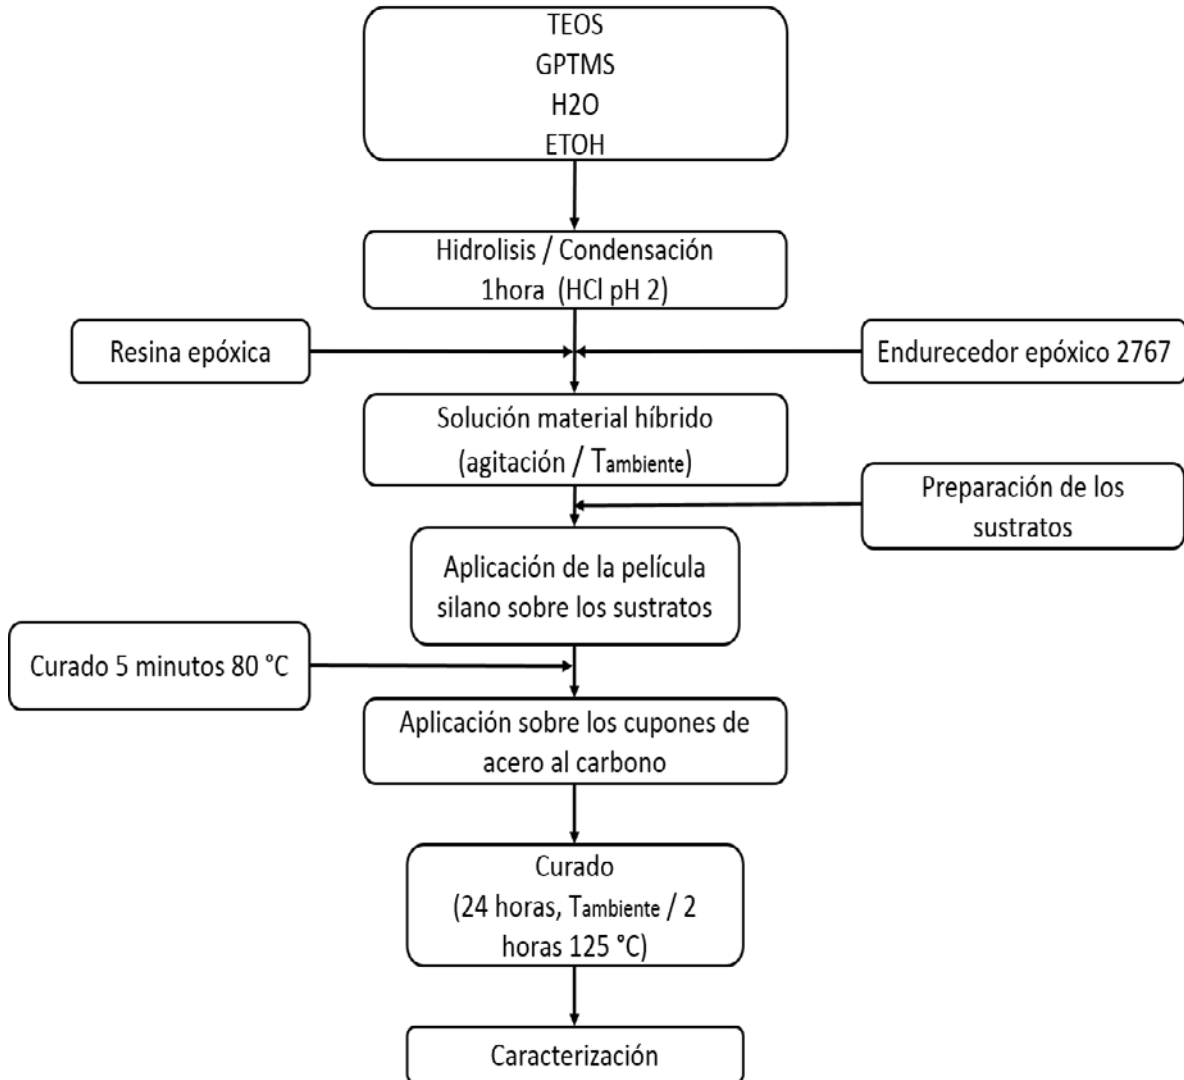 TEOS
GPTMS
H2O
ETOH
Hidrolisis / Condensación
1hora (HCl pH 2)
Resina epóxica
Endurecedor epóxico 2767
Solución material híbrido
(agitación / Tambiente)
Preparación de los
sustratos
Aplicación de la película
silano sobre los sustratos
Curado 5 minutos 80 °C
Aplicación sobre los cupones de
acero al carbono
Curado
(24 horas, Tambiente / 2
horas 125 °C)
Caracterización